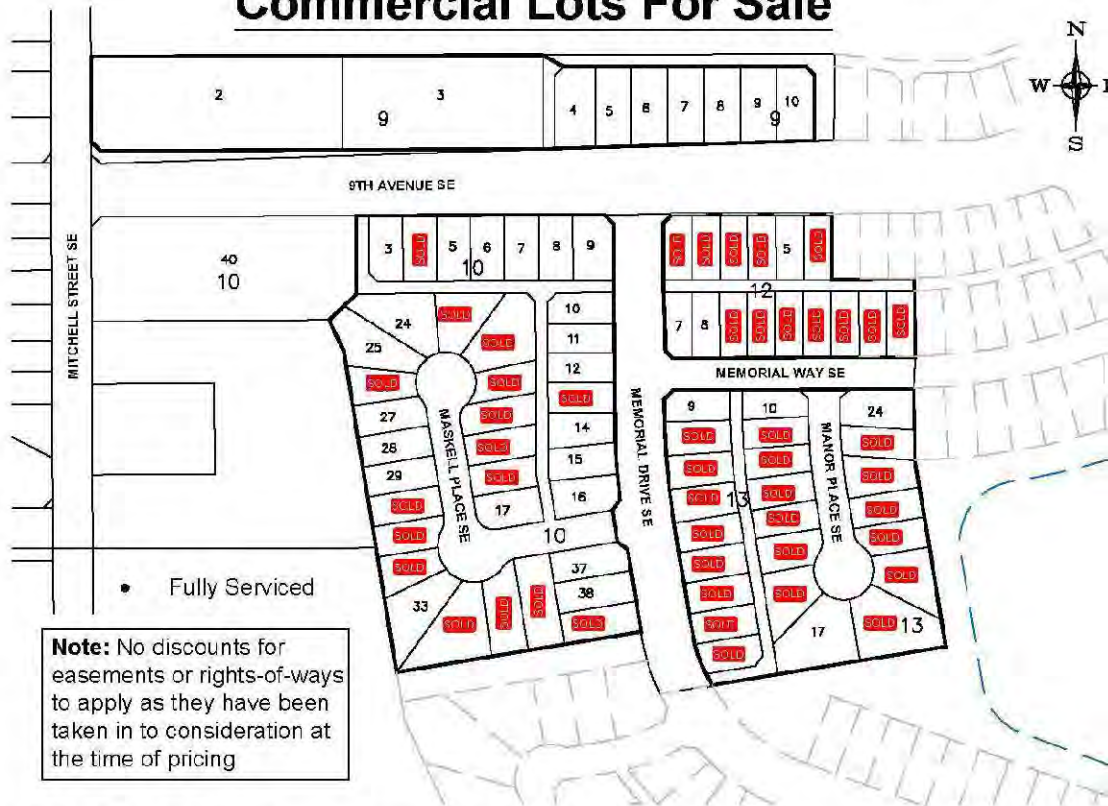 Commercial Lots For Sale
N
W
S
2
3
9
4
5
6
7
8
9
10
9
9TH AVENUE SE
MITCHELL STREET SE
40
10
3
SOLD
5
6
7
8
9
10
SOLD
SOLD
SOLD
SOLD
5
SOLD
12
7
8
SOLD
SOLD
SOLD
SOLD
SOLD
SOLD
SOLD
MEMORIAL WAY SE
24
SOLD
SOLD
25
SOLD
SOLD
27
SOLD
28
SOLD
29
SOLD
SOLD
17
SOLD
SOLD
33
SOLD
SOLD
SOLD
MASKELL PLACE SE
10
11
12
SOLD
14
15
16
10
37
38
SOLD
MEMORIAL DRIVE SE
9
SOLD
SOLD
SOLD
13
SOLD
SOLD
SOLD
SOLD
SOLD
10
SOLD
SOLD
SOLD
SOLD
SOLD
SOLD
17
MANOR PLACE SE
24
SOLD
SOLD
SOLD
SOLD
SOLD
SOLD
13
• Fully Serviced
Note: No discounts for
easements or rights-of-ways
to apply as they have been
taken in to consideration at
the time of pricing